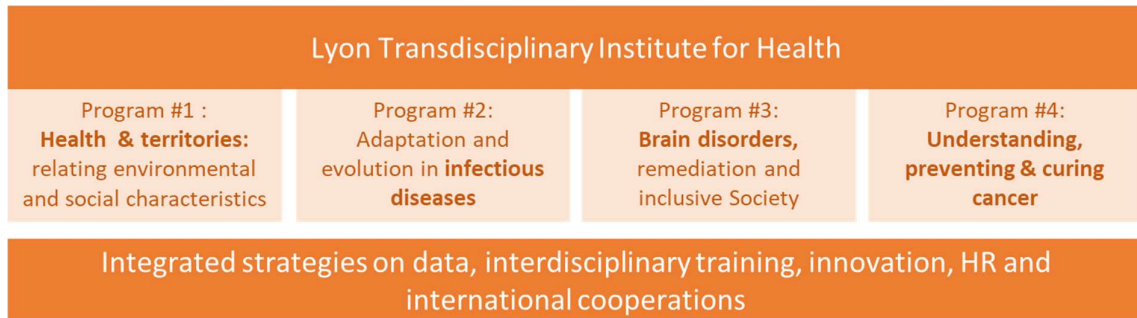 Lyon Transdisciplinary Institute for Health
Program #1 :
Health & territories:
relating environmental
and social characteristics
Program #2:
Adaptation and
evolution in infectious
diseases
Program #3:
Brain disorders,
remediation and
inclusive Society
Program #4:
Understanding,
preventing & curing
cancer
Integrated strategies on data, interdisciplinary training, innovation, HR and
international cooperations